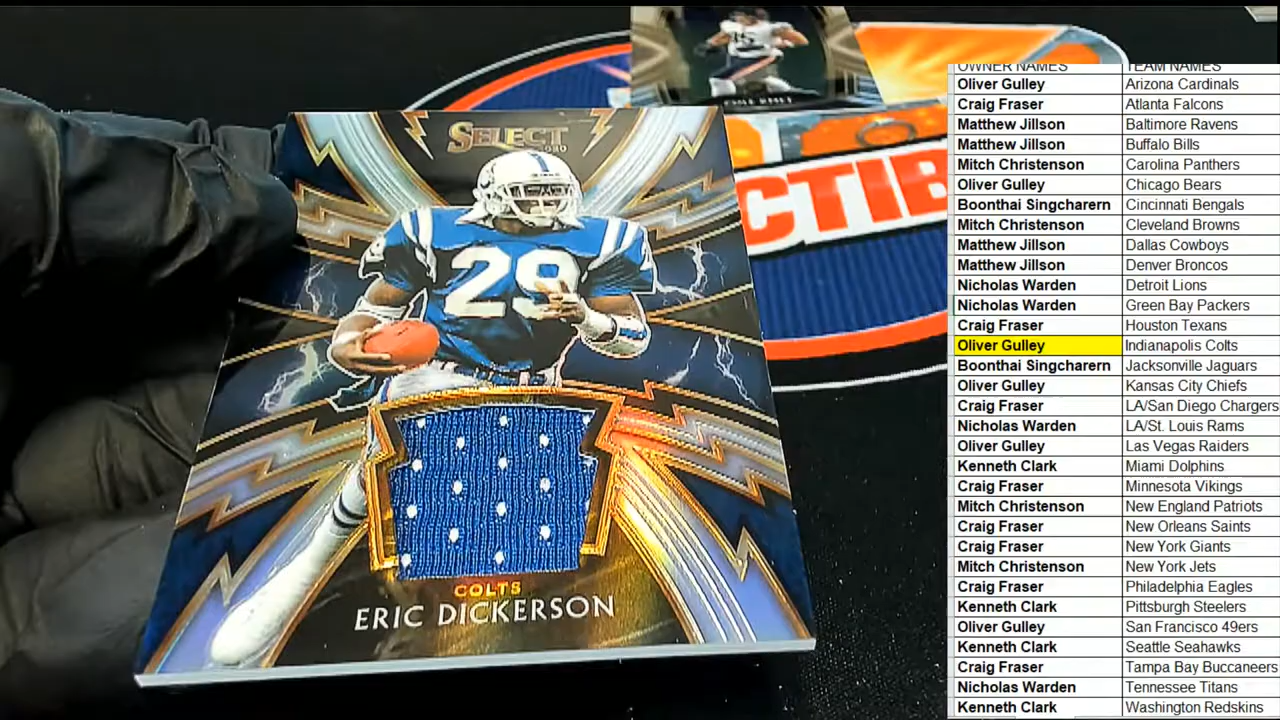 SELECT
2020
29
CTIB
COLTS
ERIC DICKERSON
OWNER NAMES TEAM NAMES
Oliver Gulley Arizona Cardinals
Craig Fraser Atlanta Falcons
Matthew Jillson Baltimore Ravens
Matthew Jillson Buffalo Bills
Mitch Christenson Carolina Panthers
Oliver Gulley Chicago Bears
Boonthai Singcharern Cincinnati Bengals
Mitch Christenson Cleveland Browns
Matthew Jillson Dallas Cowboys
Matthew Jillson Denver Broncos
Nicholas Warden Detroit Lions
Nicholas Warden Green Bay Packers
Craig Fraser Houston Texans
Oliver Gulley Indianapolis Colts
Boonthai Singcharern Jacksonville Jaguars
Oliver Gulley Kansas City Chiefs
Craig Fraser LA/San Diego Chargers
Nicholas Warden LA/St. Louis Rams
Oliver Gulley Las Vegas Raiders
Kenneth Clark Miami Dolphins
Craig Fraser Minnesota Vikings
Mitch Christenson New England Patriots
Craig Fraser New Orleans Saints
Craig Fraser New York Giants
Mitch Christenson New York Jets
Craig Fraser Philadelphia Eagles
Kenneth Clark Pittsburgh Steelers
Oliver Gulley San Francisco 49ers
Kenneth Clark Seattle Seahawks
Craig Fraser Tampa Bay Buccaneers
Nicholas Warden Tennessee Titans
Kenneth Clark Washington Redskins